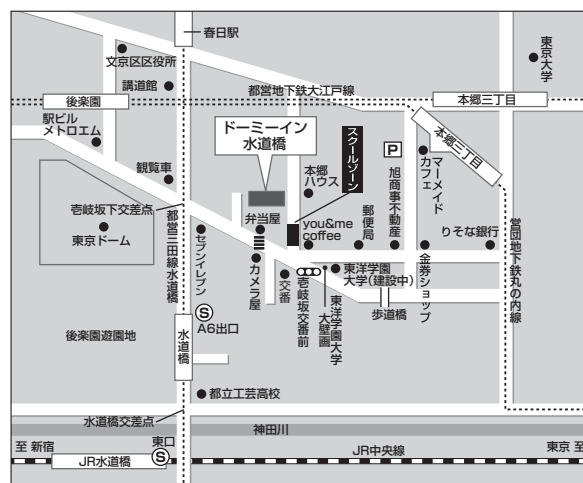 春日駅
文京区区役所
東京大学
講道館
都営地下鉄大江戸線
後楽園
本郷三丁目
駅ビル
メトロエム
ドーミーイン
水道橋
スクールゾーン
P
本郷三丁目
マーメイド
カフェ
観覧車
本郷
ハウス
旭商事不動産
壱岐坂下交差点
弁当屋
you&me
coffee
郵便局
りそな銀行
営団地下鉄丸の内線
東京ドーム
都営三田線水道橋
セブンイレブン
カメラ屋
交番
壱岐坂交番前
東洋学園大学
大壁画
東洋学園
大学(建設中)
歩道橋
金券ショップ
S
A6出口
後楽園遊園地
水道橋
都立工芸高校
水道橋交差点
神田川
至 新宿
東口
S
JR水道橋
JR中央線
東京 至